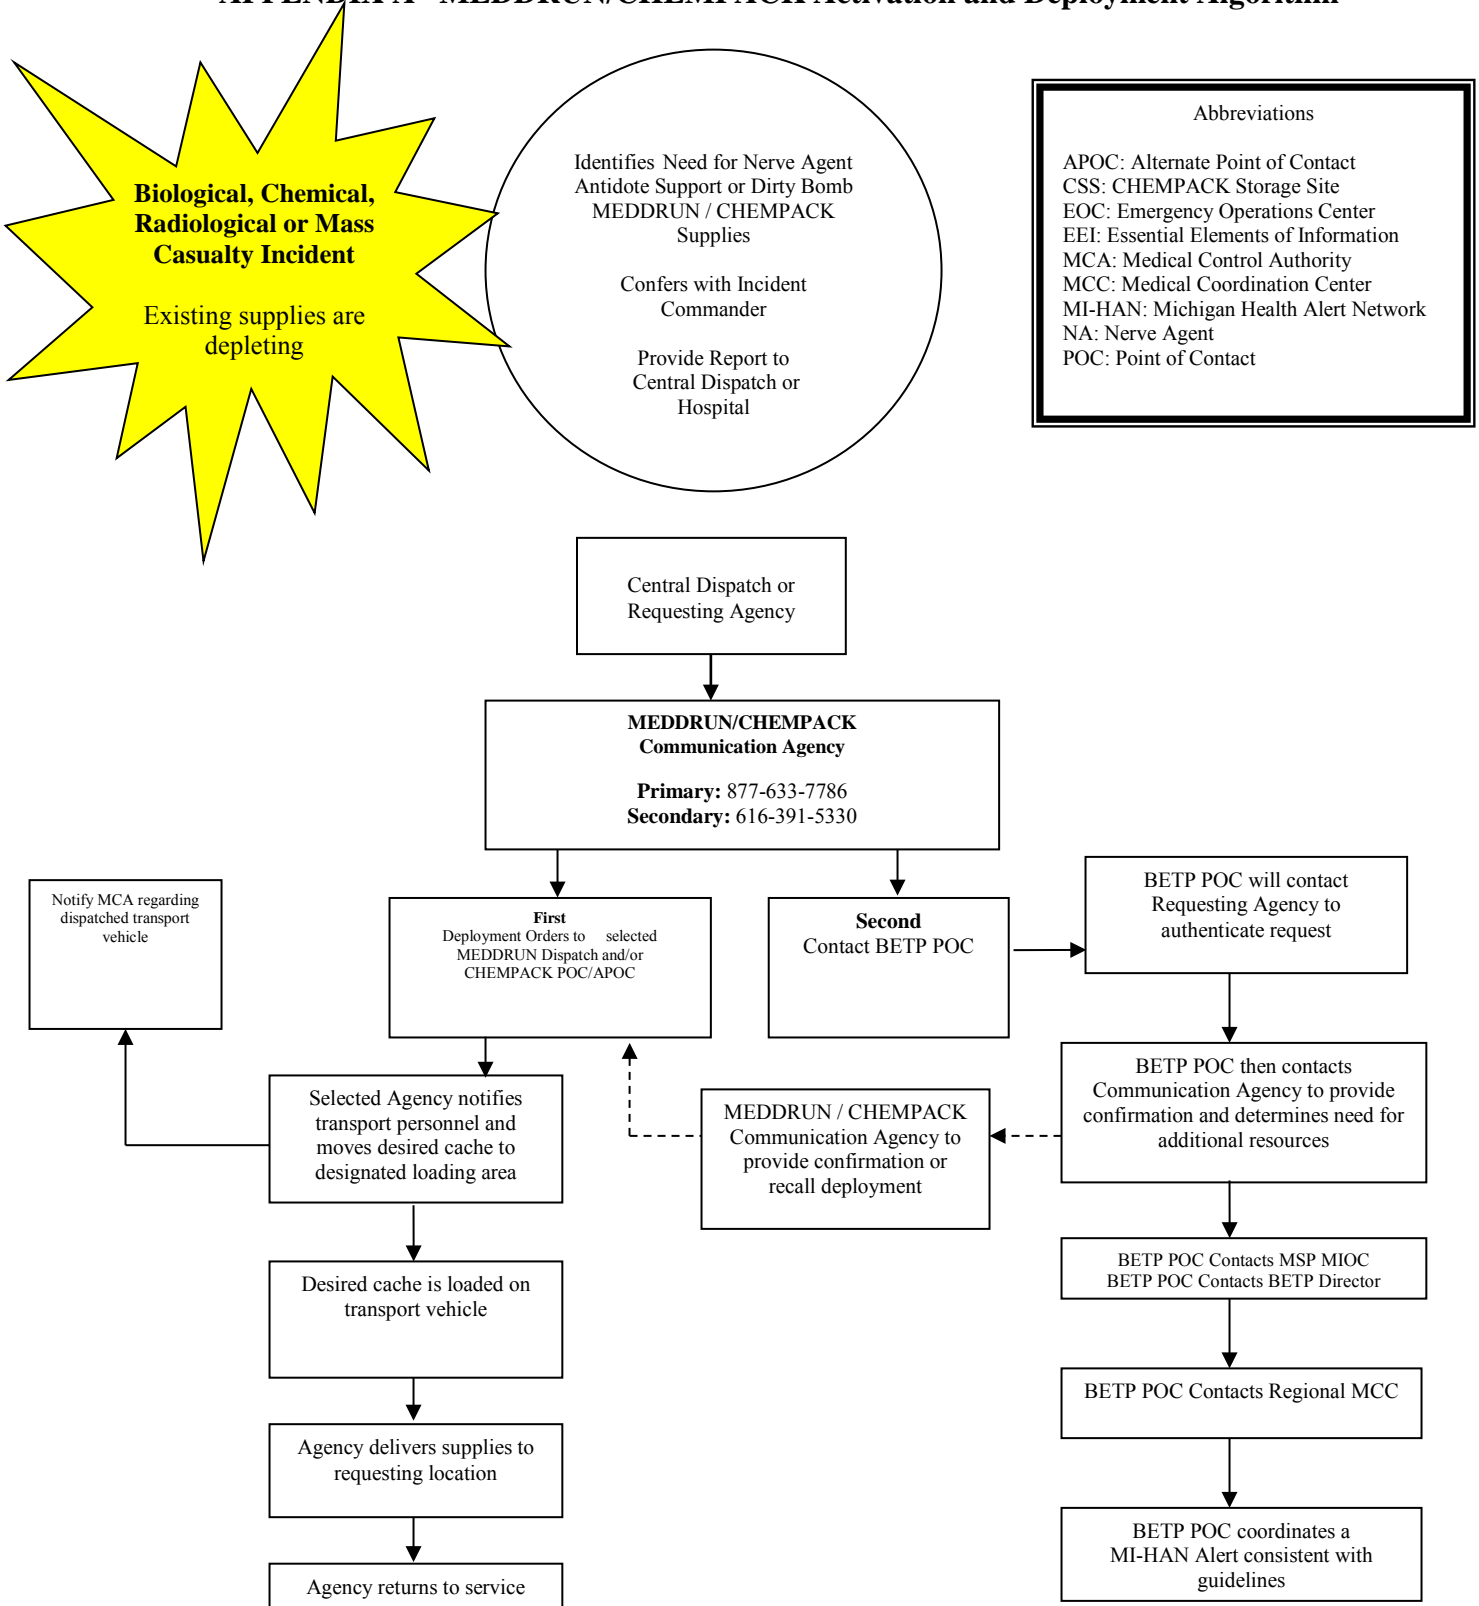 APPENDIX A - MEDDRUN/CHEMPACK Activation and Deployment Algorithm
Biological, Chemical,
Radiological or Mass
Casualty Incident
Existing supplies are
depleting
Identifies Need for Nerve Agent
Antidote Support or Dirty Bomb
MEDDRUN / CHEMPACK
Supplies
Confers with Incident
Commander
Provide Report to
Central Dispatch or
Hospital
Abbreviations
APOC: Alternate Point of Contact
CSS: CHEMPACK Storage Site
EOC: Emergency Operations Center
EEI: Essential Elements of Information
MCA: Medical Control Authority
MCC: Medical Coordination Center
MI-HAN: Michigan Health Alert Network
NA: Nerve Agent
POC: Point of Contact
Central Dispatch or
Requesting Agency
MEDDRUN/CHEMPACK
Communication Agency
Primary: 877-633-7786
Secondary: 616-391-5330
Notify MCA regarding
dispatched transport
vehicle
First
Deployment Orders to selected
MEDDRUN Dispatch and/or
CHEMPACK POC/APOC
Second
Contact BETP POC
BETP POC will contact
Requesting Agency to
authenticate request
Selected Agency notifies
transport personnel and
moves desired cache to
designated loading area
MEDDRUN / CHEMPACK
Communication Agency to
provide confirmation or
recall deployment
BETP POC then contacts
Communication Agency to provide
confirmation and determines need for
additional resources
Desired cache is loaded on
transport vehicle
BETP POC Contacts MSP MIOC
BETP POC Contacts BETP Director
BETP POC Contacts Regional MCC
Agency delivers supplies to
requesting location
BETP POC coordinates a
MI-HAN Alert consistent with
guidelines
Agency returns to service